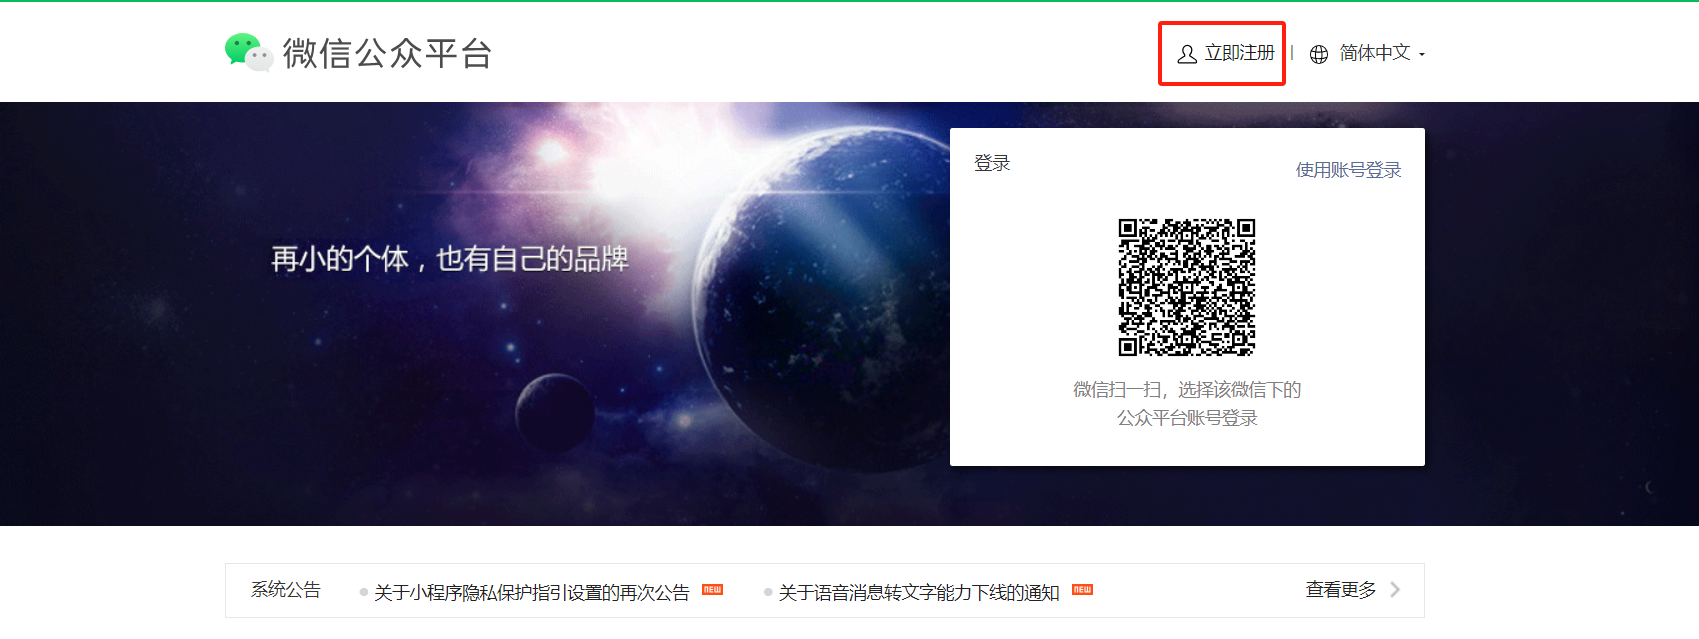 微信公众平台
立即注册
简体中文
登录
使用账号登录
再小的个体，也有自己的品牌
微信扫一扫，选择该微信下的
公众平台账号登录
系统公告
关于小程序隐私保护指引设置的再次公告 NEW
关于语音消息转文字能力下线的通知 NEW
查看更多